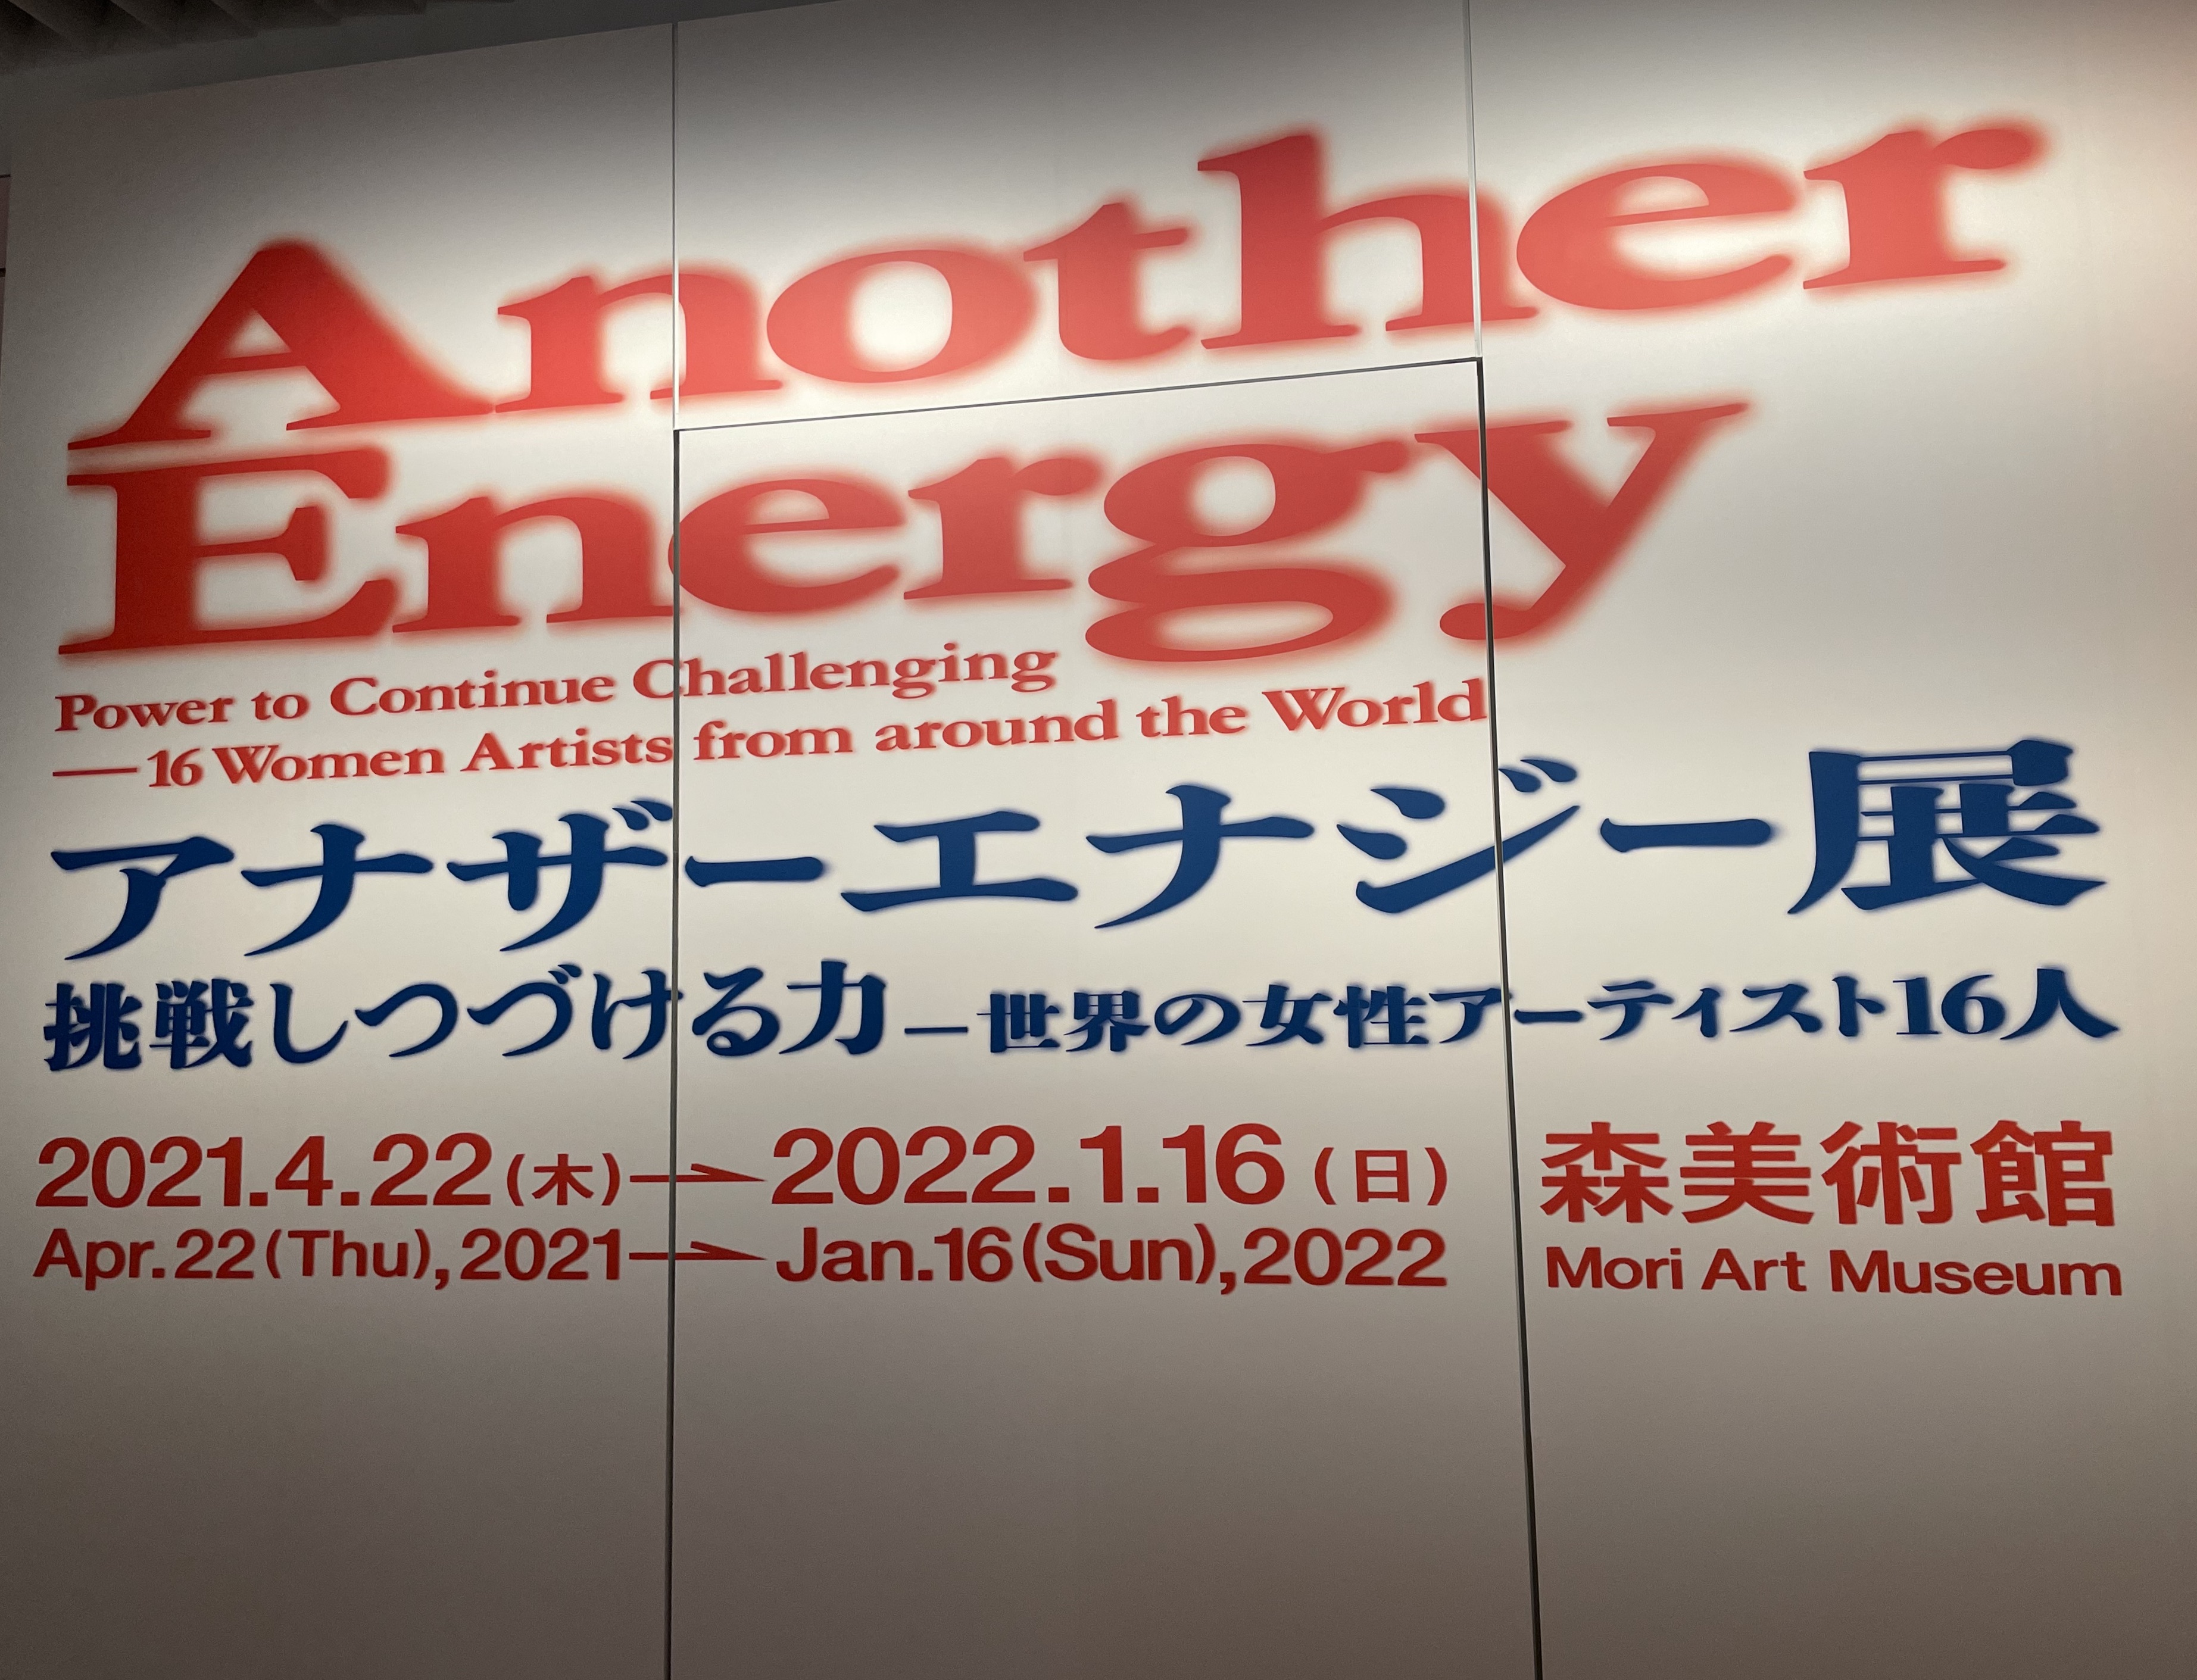 Another
Energy
Power to Continue Challenging
—16 Women Artists from around the World
アナザーエナジー展
挑戦しつづける力―世界の女性アーティスト16人
2021.4.22(木)→2022.1.16(日)
Apr.22(Thu),2021→Jan.16(Sun),2022
森美術館
Mori Art Museum